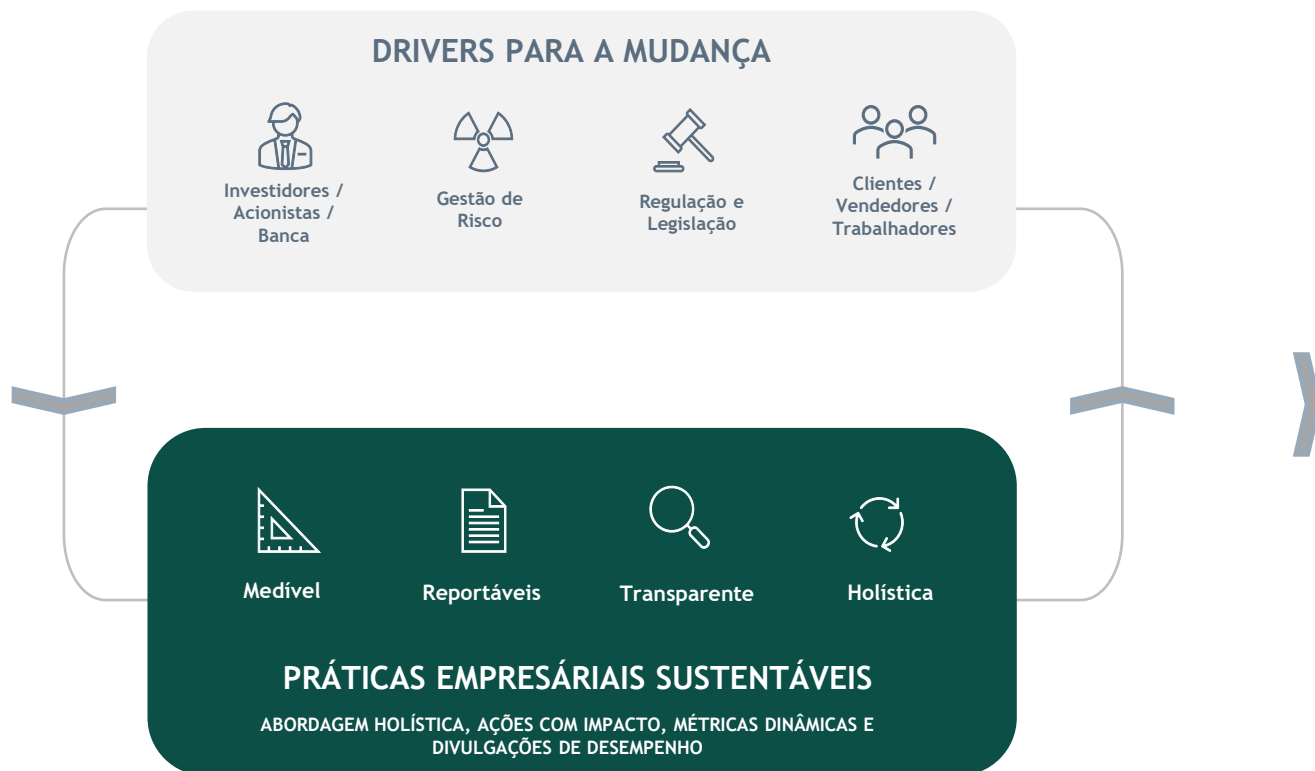 DRIVERS PARA A MUDANÇA
Investidores /
Acionistas /
Banca
Gestão de
Risco
Regulação e
Legislação
Clientes /
Vendedores /
Trabalhadores
Medível
Reportáveis
Transparente
Holística
PRÁTICAS EMPRESÁRIAIS SUSTENTÁVEIS
ABORDAGEM HOLÍSTICA, AÇÕES COM IMPACTO, MÉTRICAS DINÂMICAS E
DIVULGAÇÕES DE DESEMPENHO